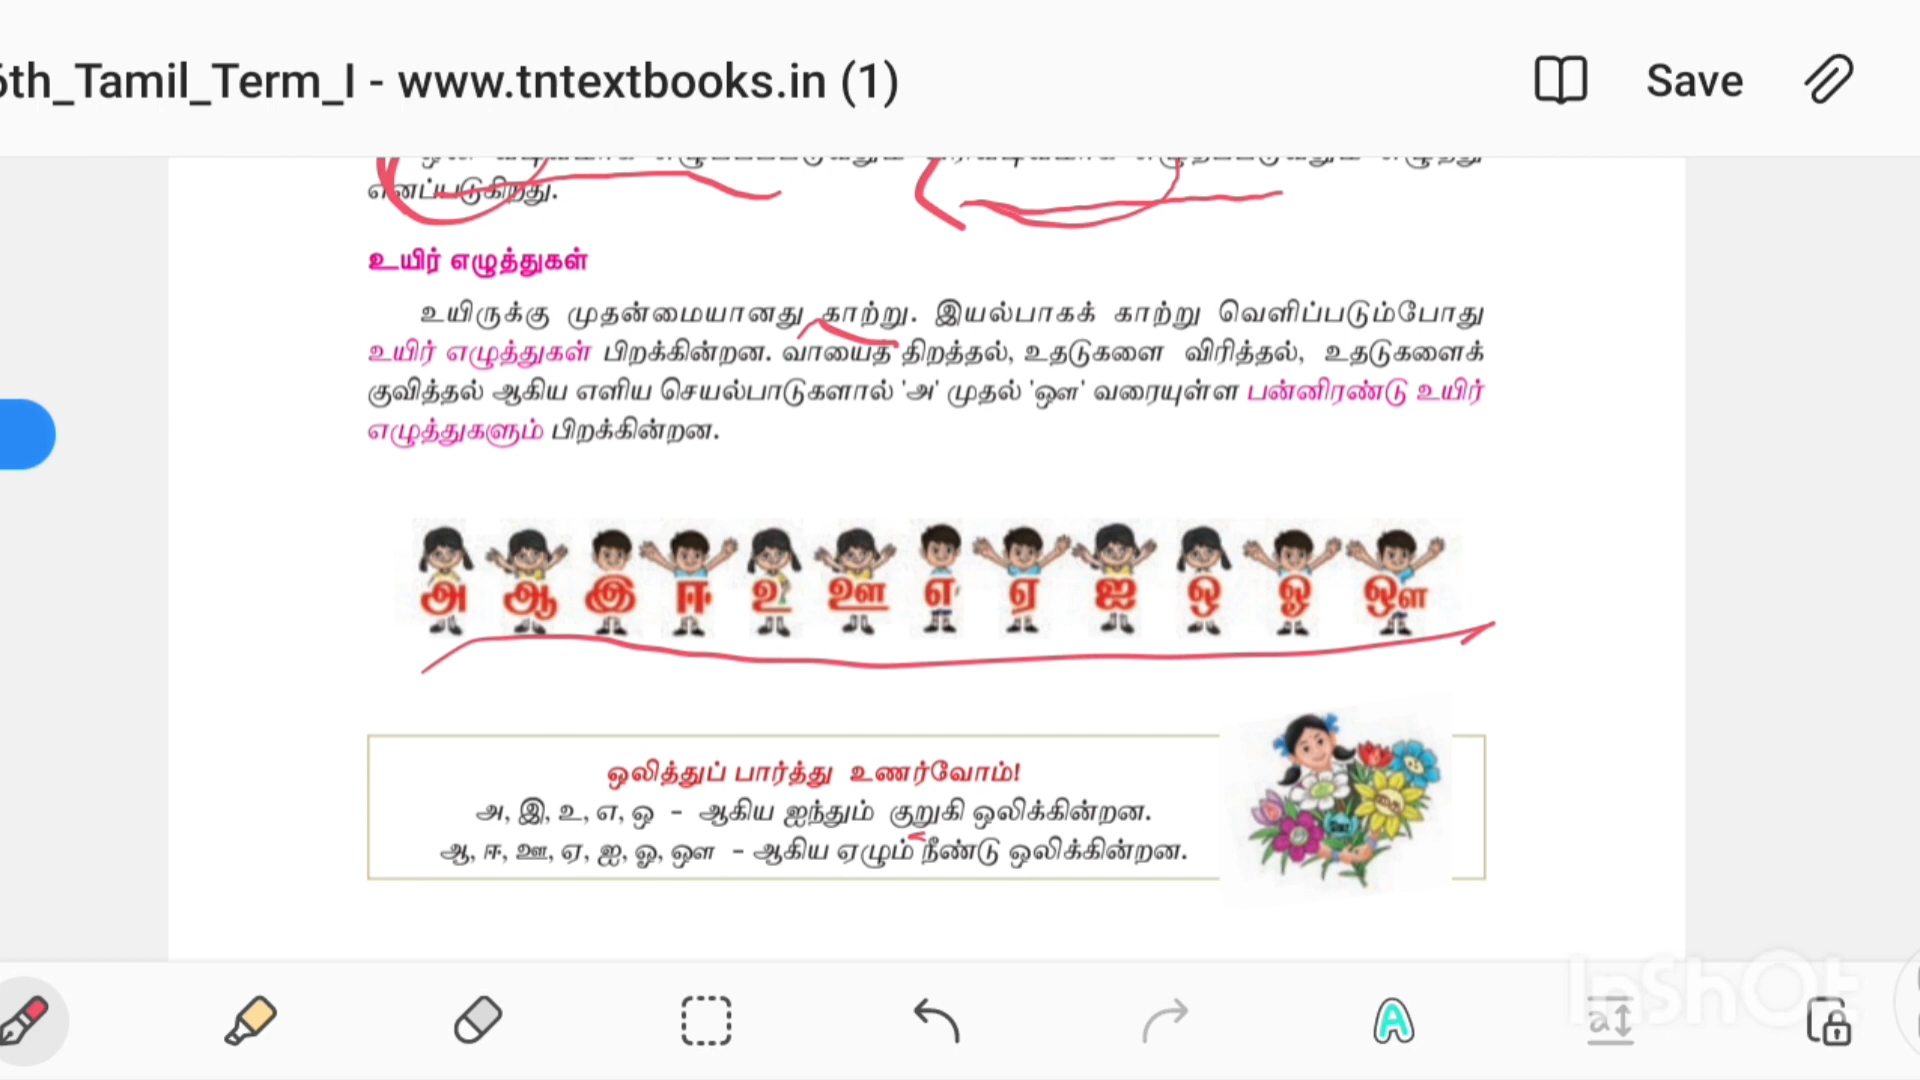 6th_Tamil_Term_I - www.tntextbooks.in (1)
Save
எனப்படுகிறது.
உயிர் எழுத்துகள்
உயிருக்கு முதன்மையானது காற்று. இயல்பாகக் காற்று வெளிப்படும்போது
உயிர் எழுத்துகள் பிறக்கின்றன. வாயைத் திறத்தல், உதடுகளை விரித்தல், உதடுகளைக்
குவித்தல் ஆகிய எளிய செயல்பாடுகளால் 'அ' முதல் 'ஔ' வரையுள்ள பன்னிரண்டு உயிர்
எழுத்துகளும் பிறக்கின்றன.
அ ஆ இ ஈ உ ஊ எ ஏ ஐ ஒ ஓ ஔ
ஒலித்துப் பார்த்து உணர்வோம்!
அ, இ, உ, எ, ஒ - ஆகிய ஐந்தும் குறுகி ஒலிக்கின்றன.
ஆ, ஈ, ஊ, ஏ, ஐ, ஓ, ஔ - ஆகிய ஏழும் நீண்டு ஒலிக்கின்றன.
InShOt
A
a